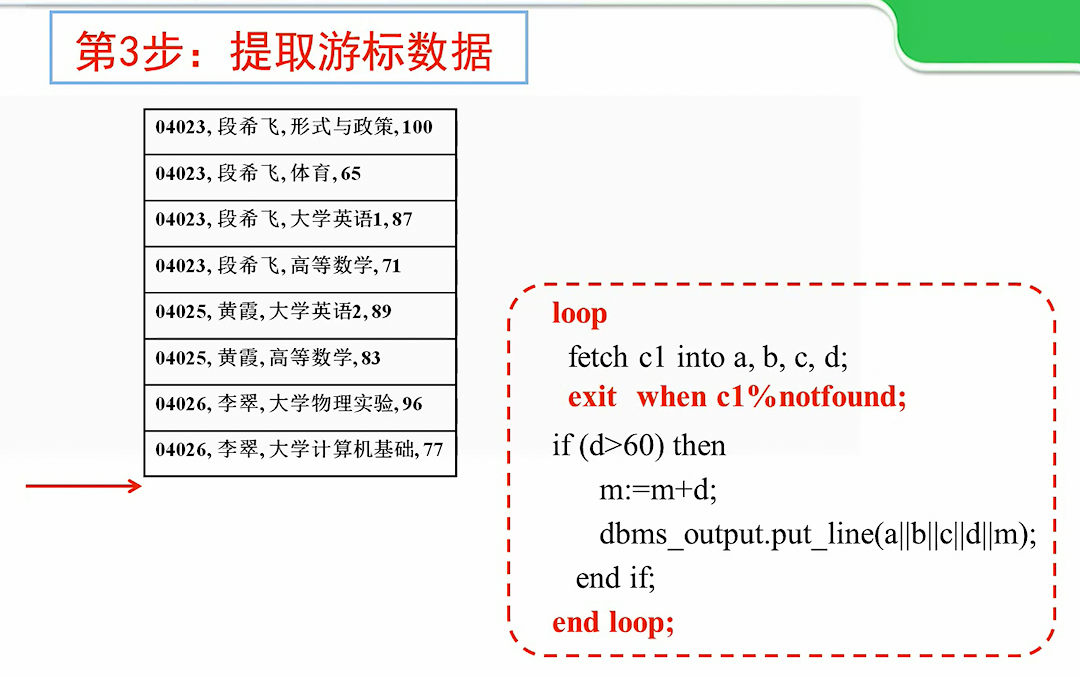 第3步：提取游标数据
04023, 段希飞, 形式与政策, 100
04023, 段希飞, 体育, 65
04023, 段希飞, 大学英语1, 87
04023, 段希飞, 高等数学, 71
04025, 黄霞, 大学英语2, 89
04025, 黄霞, 高等数学, 83
04026, 李翠, 大学物理实验, 96
04026, 李翠, 大学计算机基础, 77
loop
fetch c1 into a, b, c, d;
exit when c1%notfound;
if (d>60) then
m:=m+d;
dbms_output.put_line(a||b||c||d||m);
end if;
end loop;